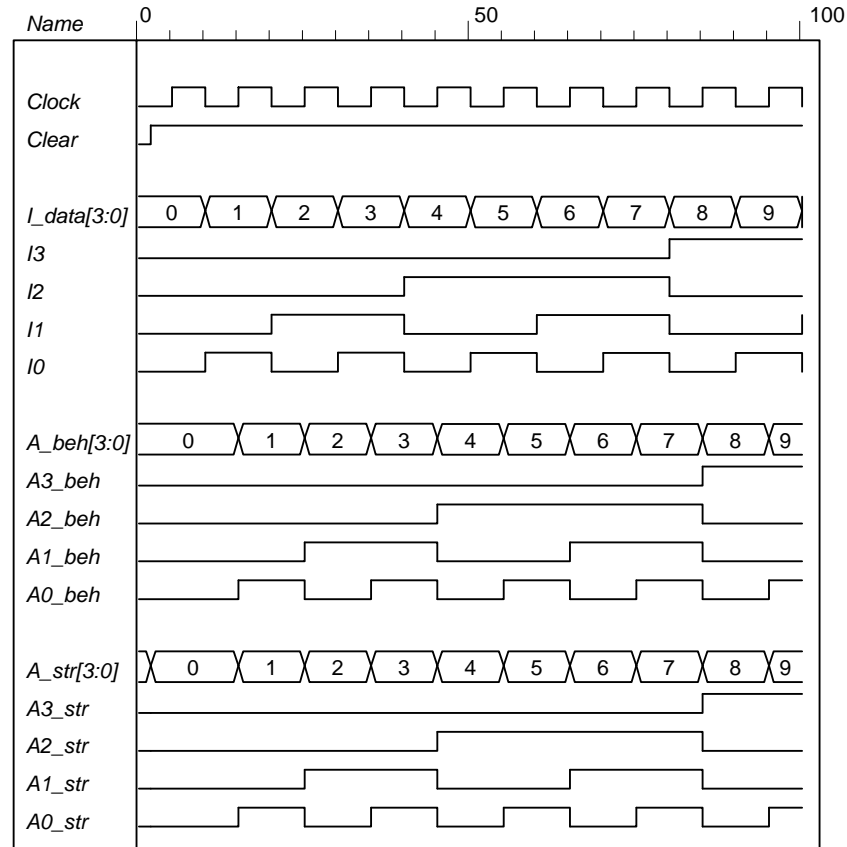 Name 0 50 100
Clock
Clear
I_data[3:0] 0 1 2 3 4 5 6 7 8 9
I3
I2
I1
I0
A_beh[3:0] 0 1 2 3 4 5 6 7 8 9
A3_beh
A2_beh
A1_beh
A0_beh
A_str[3:0] 0 1 2 3 4 5 6 7 8 9
A3_str
A2_str
A1_str
A0_str